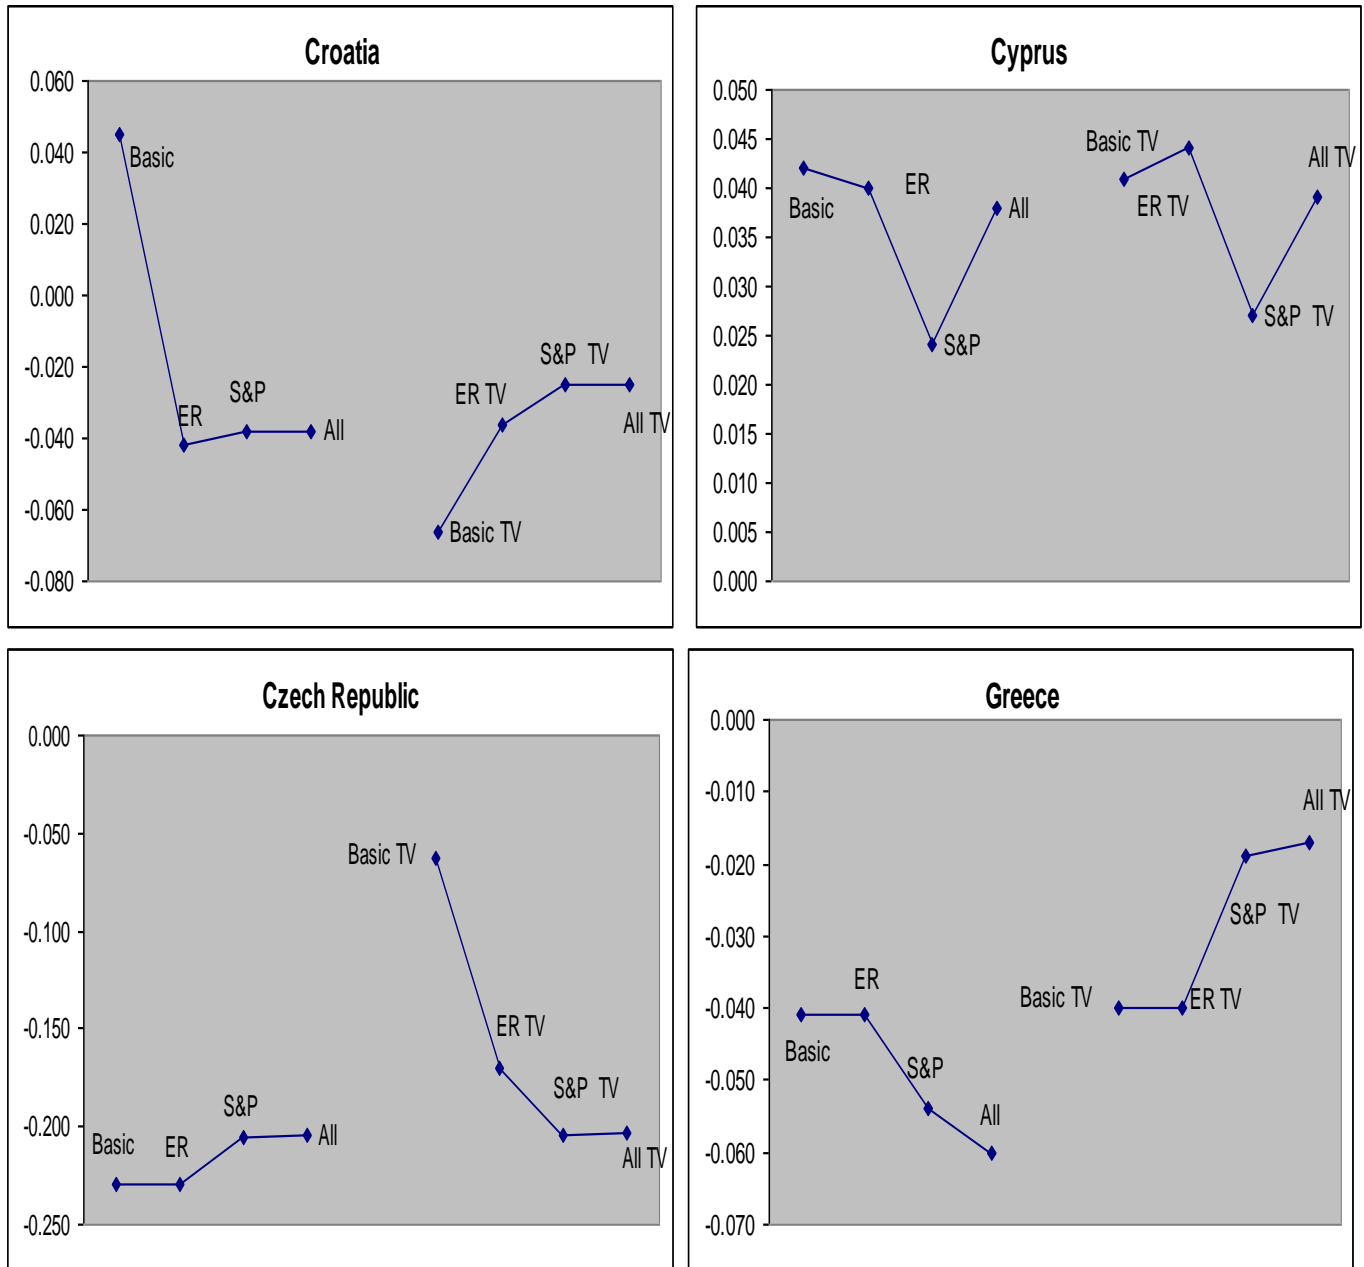 Croatia
0.060
0.040
0.020
0.000
-0.020
-0.040
-0.060
-0.080
Basic
ER
S&P
All
Basic TV
ER TV
S&P TV
All TV
Cyprus
0.050
0.045
0.040
0.035
0.030
0.025
0.020
0.015
0.010
0.005
0.000
Basic
ER
S&P
All
Basic TV
ER TV
S&P TV
All TV
Czech Republic
0.000
-0.050
-0.100
-0.150
-0.200
-0.250
Basic
ER
S&P
All
Basic TV
ER TV
S&P TV
All TV
Greece
0.000
-0.010
-0.020
-0.030
-0.040
-0.050
-0.060
-0.070
Basic
ER
S&P
All
Basic TV
ER TV
S&P TV
All TV